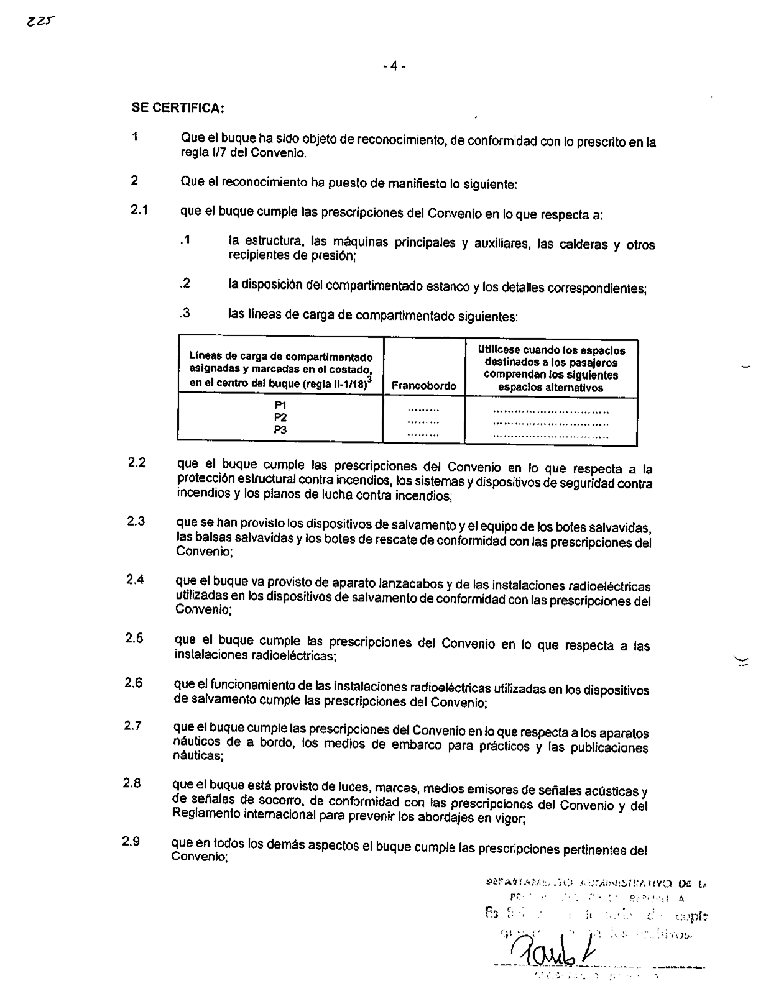 225
- 4 -
SE CERTIFICA:
1 Que el buque ha sido objeto de reconocimiento, de conformidad con lo prescrito en la
regla I/7 del Convenio.
2 Que el reconocimiento ha puesto de manifiesto lo siguiente:
2.1 que el buque cumple las prescripciones del Convenio en lo que respecta a:
.1 la estructura, las máquinas principales y auxiliares, las calderas y otros
recipientes de presión;
.2 la disposición del compartimentado estanco y los detalles correspondientes;
.3 las líneas de carga de compartimentado siguientes:
Líneas de carga de compartimentado
asignadas y marcadas en el costado,
en el centro del buque (regla II-1/18)3
Francobordo
Utilícese cuando los espacios
destinados a los pasajeros
comprendan los siguientes
espacios alternativos
P1 ......... ................................
P2 ......... ................................
P3 ......... ................................
2.2 que el buque cumple las prescripciones del Convenio en lo que respecta a la
protección estructural contra incendios, los sistemas y dispositivos de seguridad contra
incendios y los planos de lucha contra incendios;
2.3 que se han provisto los dispositivos de salvamento y el equipo de los botes salvavidas,
las balsas salvavidas y los botes de rescate de conformidad con las prescripciones del
Convenio;
2.4 que el buque va provisto de aparato lanzacabos y de las instalaciones radioeléctricas
utilizadas en los dispositivos de salvamento de conformidad con las prescripciones del
Convenio;
2.5 que el buque cumple las prescripciones del Convenio en lo que respecta a las
instalaciones radioeléctricas;
2.6 que el funcionamiento de las instalaciones radioeléctricas utilizadas en los dispositivos
de salvamento cumple las prescripciones del Convenio;
2.7 que el buque cumple las prescripciones del Convenio en lo que respecta a los aparatos
náuticos de a bordo, los medios de embarco para prácticos y las publicaciones
náuticas;
2.8 que el buque está provisto de luces, marcas, medios emisores de señales acústicas y
de señales de socorro, de conformidad con las prescripciones del Convenio y del
Reglamento internacional para prevenir los abordajes en vigor;
2.9 que en todos los demás aspectos el buque cumple las prescripciones pertinentes del
Convenio;
DEPARTAMENTO ADMINISTRATIVO DE LA
Es
archivos.